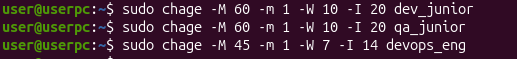 user@userpc:~$ sudo chage -M 60 -m 1 -W 10 -I 20 dev_junior
user@userpc:~$ sudo chage -M 60 -m 1 -W 10 -I 20 qa_junior
user@userpc:~$ sudo chage -M 45 -m 1 -W 7 -I 14 devops_eng